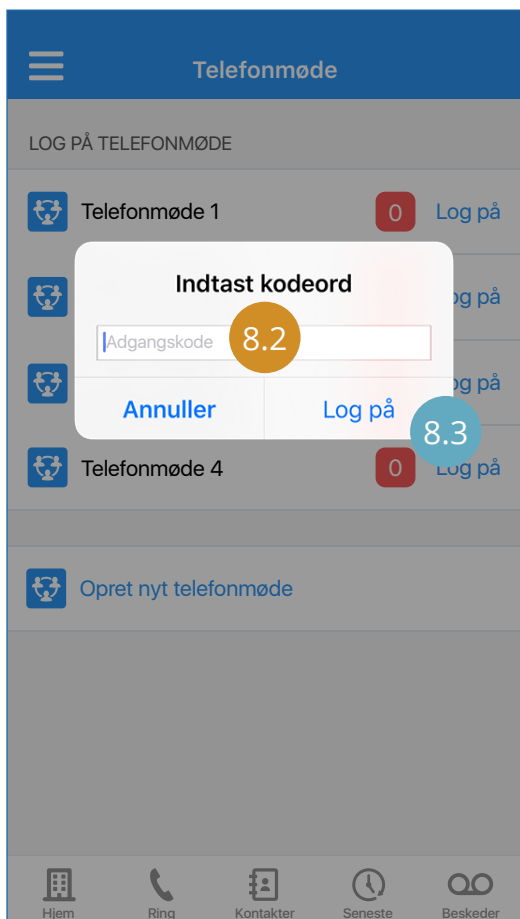 Telefonmøde
LOG PÅ TELEFONMØDE
Telefonmøde 1 0 Log på
Indtast kodeord
og på
Adgangskode 8.2
og på
Annuller Log på
8.3
Telefonmøde 4 0 Log på
Opret nyt telefonmøde
Hjem Ring Kontakter Seneste Beskeder